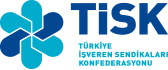 TİSK
TÜRKİYE
İŞVEREN SENDİKALARI
KONFEDERASYONU